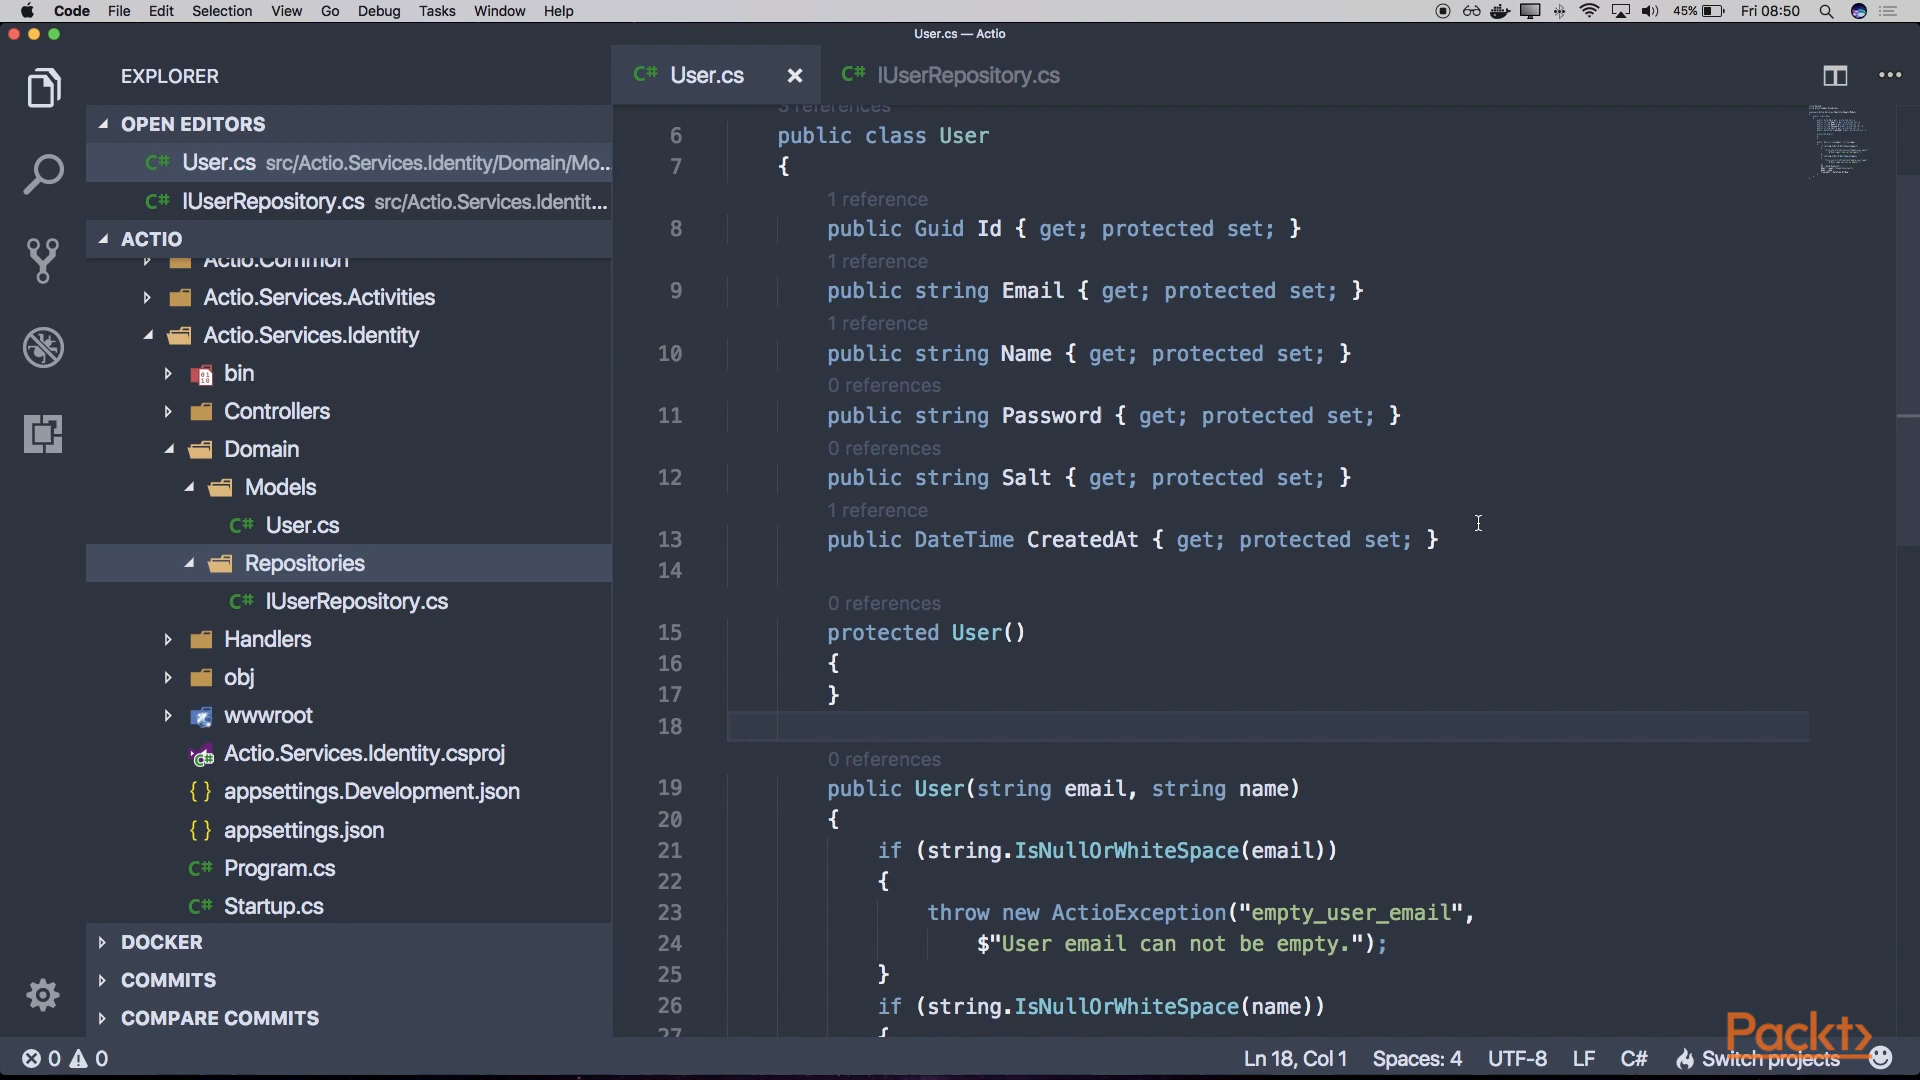 Code File Edit Selection View Go Debug Tasks Window Help 45% Fri 08:50
User.cs — Actio
EXPLORER
OPEN EDITORS
C# User.cs src/Actio.Services.Identity/Domain/Mo...
C# IUserRepository.cs src/Actio.Services.Identit...
ACTIO
Actio.Common
Actio.Services.Activities
Actio.Services.Identity
bin
Controllers
Domain
Models
C# User.cs
Repositories
C# IUserRepository.cs
Handlers
obj
wwwroot
Actio.Services.Identity.csproj
{ } appsettings.Development.json
{ } appsettings.json
C# Program.cs
C# Startup.cs
DOCKER
COMMITS
COMPARE COMMITS
C# User.cs C# IUserRepository.cs
3 references
6 public class User
7 {
1 reference
8 public Guid Id { get; protected set; }
1 reference
9 public string Email { get; protected set; }
1 reference
10 public string Name { get; protected set; }
0 references
11 public string Password { get; protected set; }
0 references
12 public string Salt { get; protected set; }
1 reference
13 public DateTime CreatedAt { get; protected set; }
14
0 references
15 protected User()
16 {
17 }
18
0 references
19 public User(string email, string name)
20 {
21 if (string.IsNullOrWhiteSpace(email))
22 {
23 throw new ActioException("empty_user_email",
24 $"User email can not be empty.");
25 }
26 if (string.IsNullOrWhiteSpace(name))
27 {
Packt>
0 0 Ln 18, Col 1 Spaces: 4 UTF-8 LF C# Switch projects